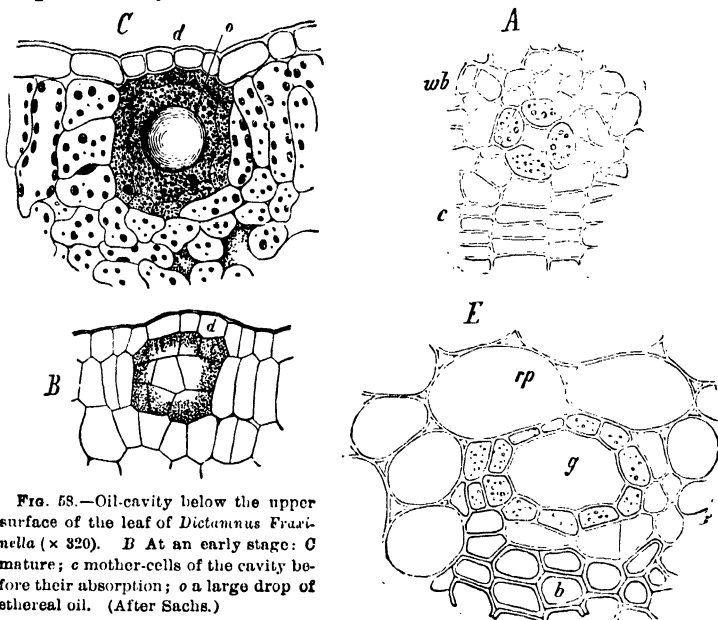 C
d
o
A
wb
c
d
B
E
rp
g
b
FIG. 58.—Oil-cavity below the upper
surface of the leaf of Dictamnus Fraxi-
nella (× 320). B At an early stage: C
mature; c mother-cells of the cavity be-
fore their absorption; o a large drop of
ethereal oil. (After Sachs.)